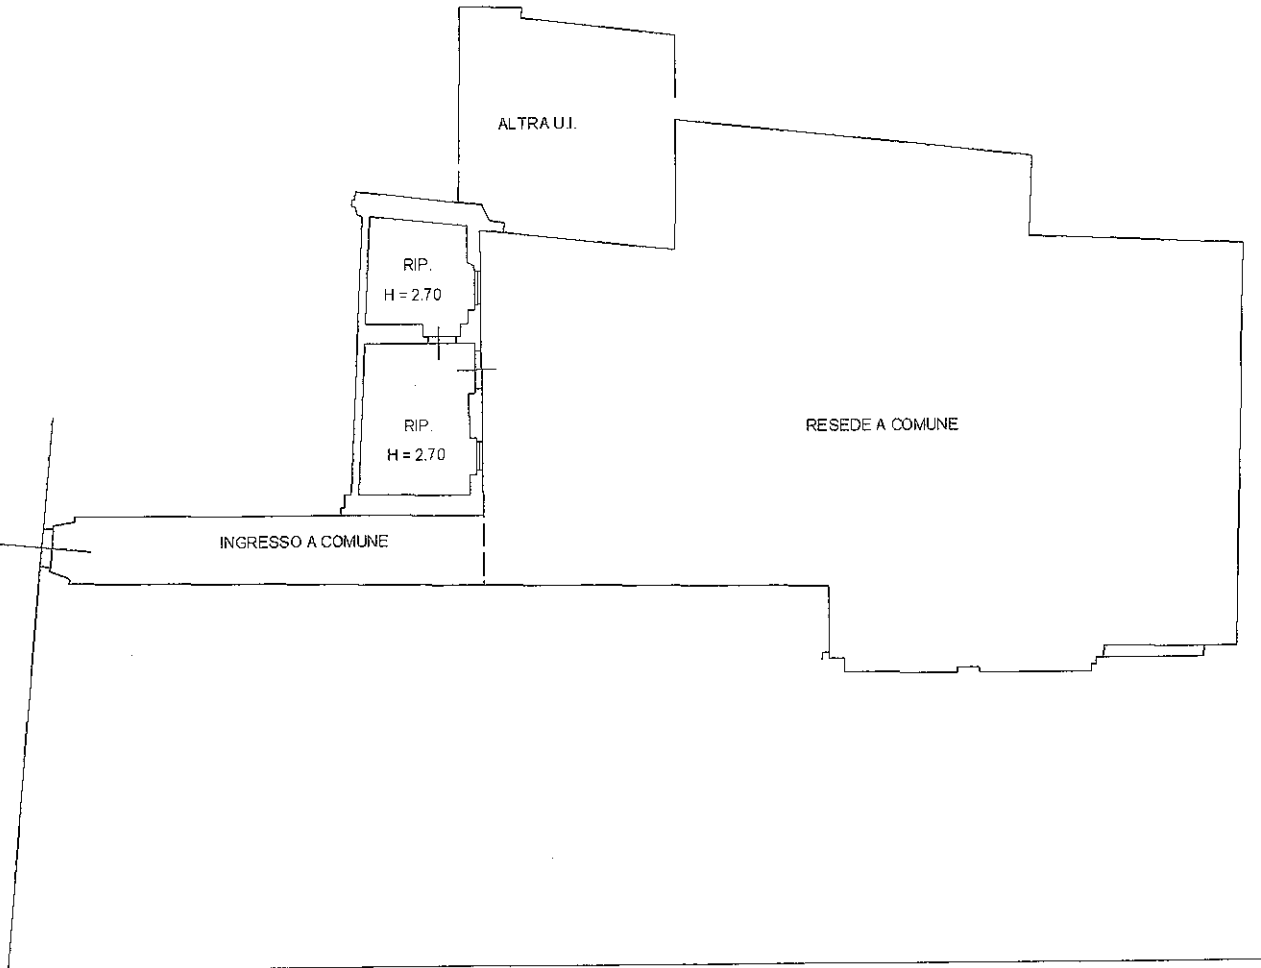 ALTRA U.I.
RIP.
H = 2.70
RIP.
H = 2.70
RESEDE A COMUNE
INGRESSO A COMUNE